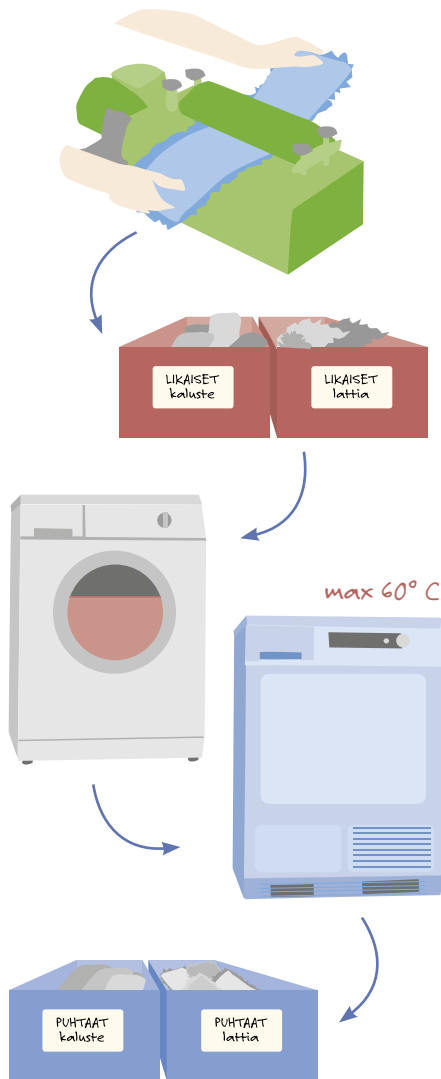 LIKAISET
kaluste
LIKAISET
lattia
max 60° C
PUHTAAT
kaluste
PUHTAAT
lattia